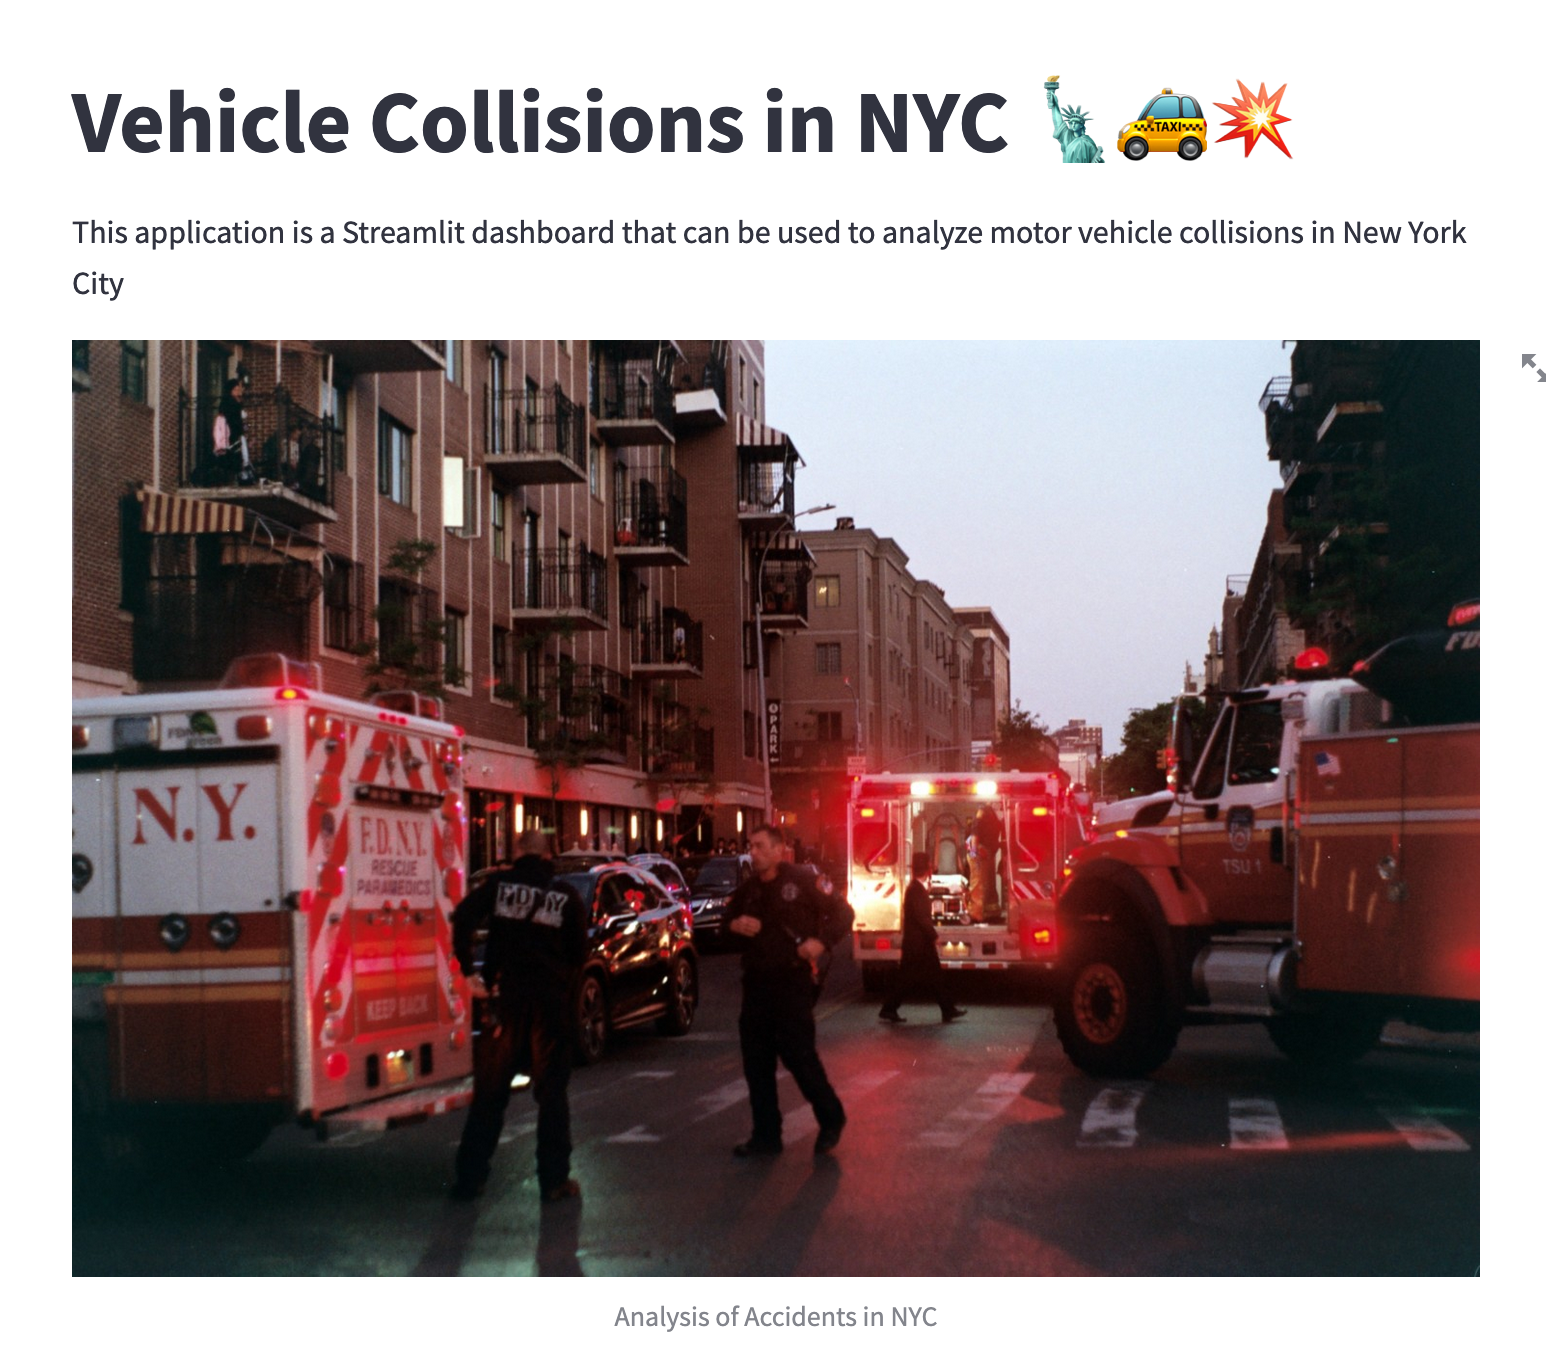 Vehicle Collisions in NYC 🗽🚕💥
This application is a Streamlit dashboard that can be used to analyze motor vehicle collisions in New York
City
N.Y.
F.D.N.Y.
RESCUE
PARAMEDICS
KEEP BACK
FDNY
PARK
TSU 1
Analysis of Accidents in NYC